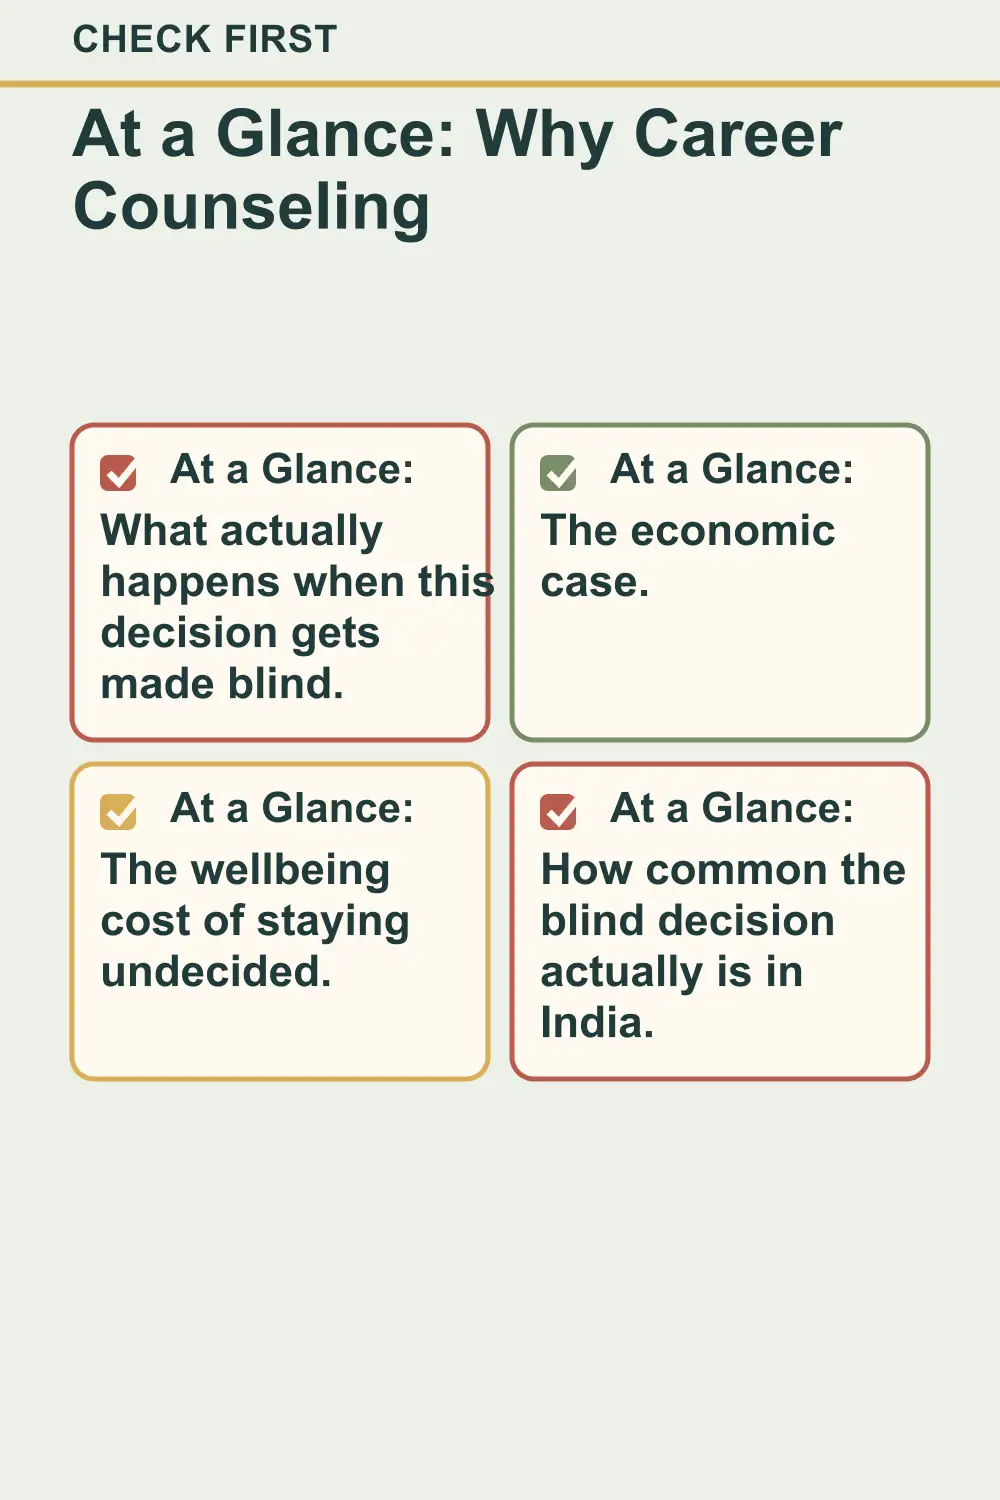 CHECK FIRST
At a Glance: Why Career
Counseling
At a Glance:
What actually
happens when this
decision gets
made blind.
At a Glance:
The economic
case.
At a Glance:
The wellbeing
cost of staying
undecided.
At a Glance:
How common the
blind decision
actually is in
India.